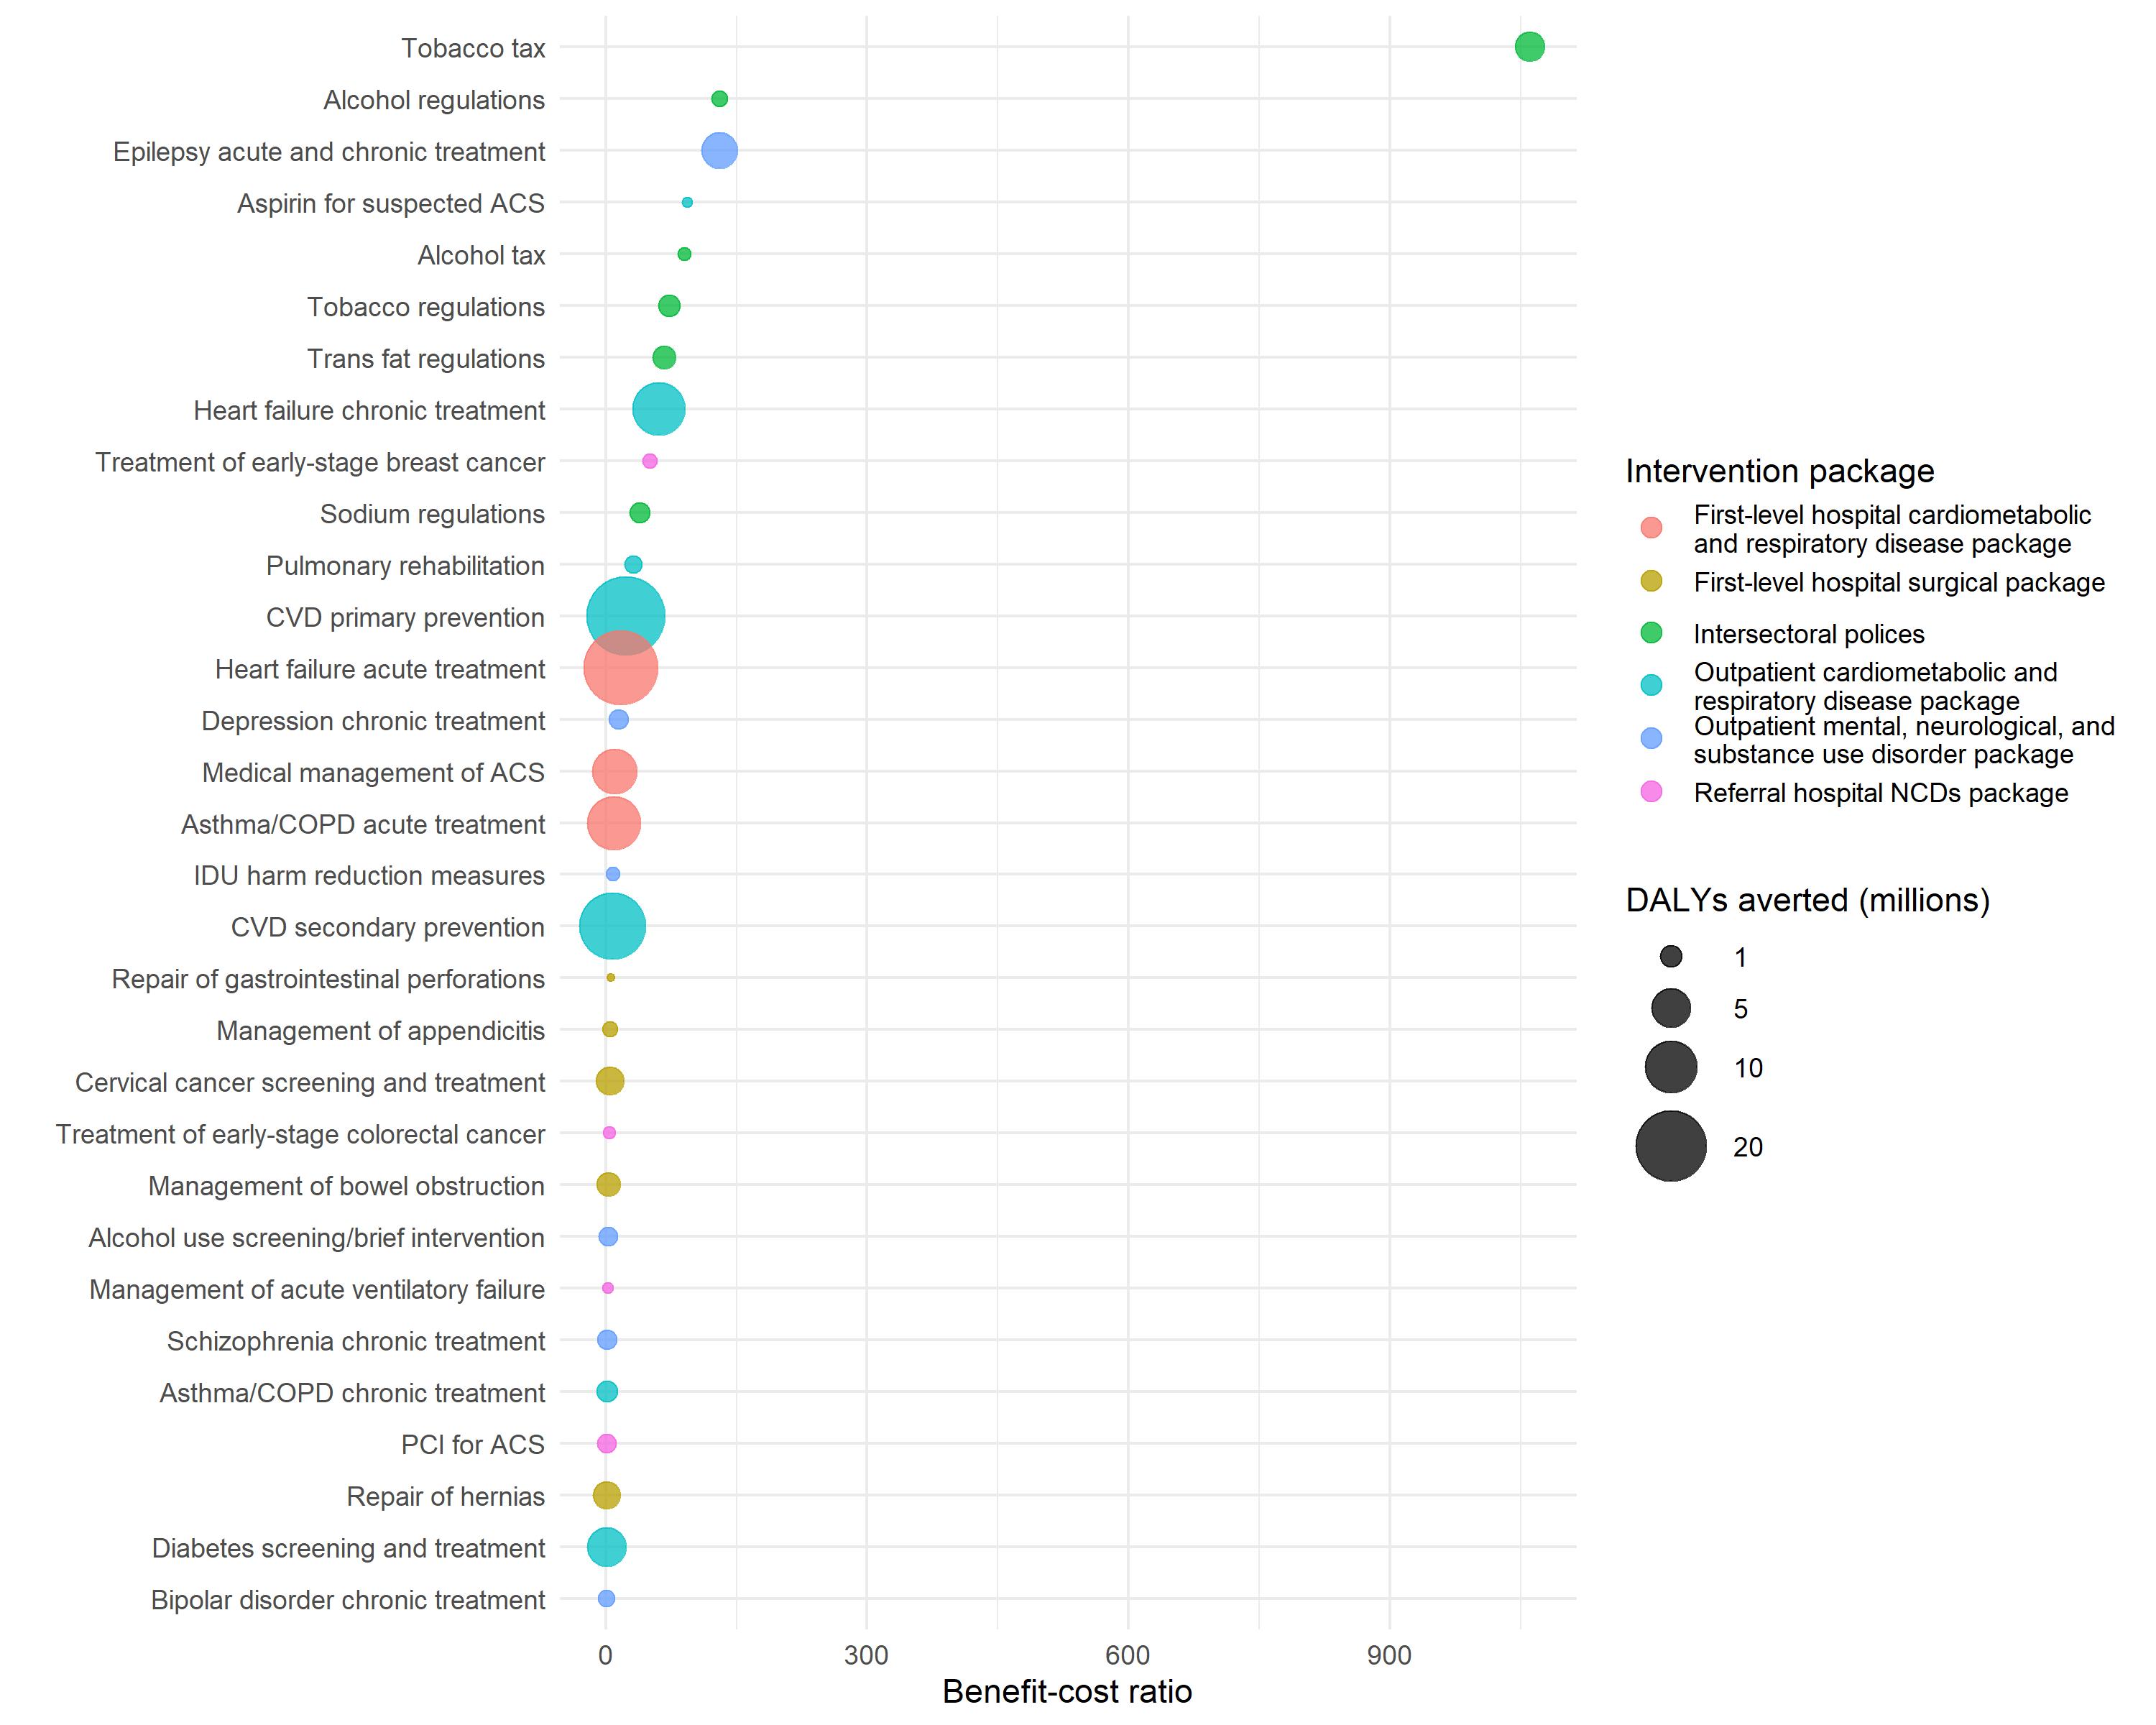 Tobacco tax
Alcohol regulations
Epilepsy acute and chronic treatment
Aspirin for suspected ACS
Alcohol tax
Tobacco regulations
Trans fat regulations
Heart failure chronic treatment
Treatment of early-stage breast cancer
Sodium regulations
Pulmonary rehabilitation
CVD primary prevention
Heart failure acute treatment
Depression chronic treatment
Medical management of ACS
Asthma/COPD acute treatment
IDU harm reduction measures
CVD secondary prevention
Repair of gastrointestinal perforations
Management of appendicitis
Cervical cancer screening and treatment
Treatment of early-stage colorectal cancer
Management of bowel obstruction
Alcohol use screening/brief intervention
Management of acute ventilatory failure
Schizophrenia chronic treatment
Asthma/COPD chronic treatment
PCI for ACS
Repair of hernias
Diabetes screening and treatment
Bipolar disorder chronic treatment
0
300
600
900
Benefit-cost ratio
Intervention package
First-level hospital cardiometabolic
and respiratory disease package
First-level hospital surgical package
Intersectoral polices
Outpatient cardiometabolic and
respiratory disease package
Outpatient mental, neurological, and
substance use disorder package
Referral hospital NCDs package
DALYs averted (millions)
1
5
10
20